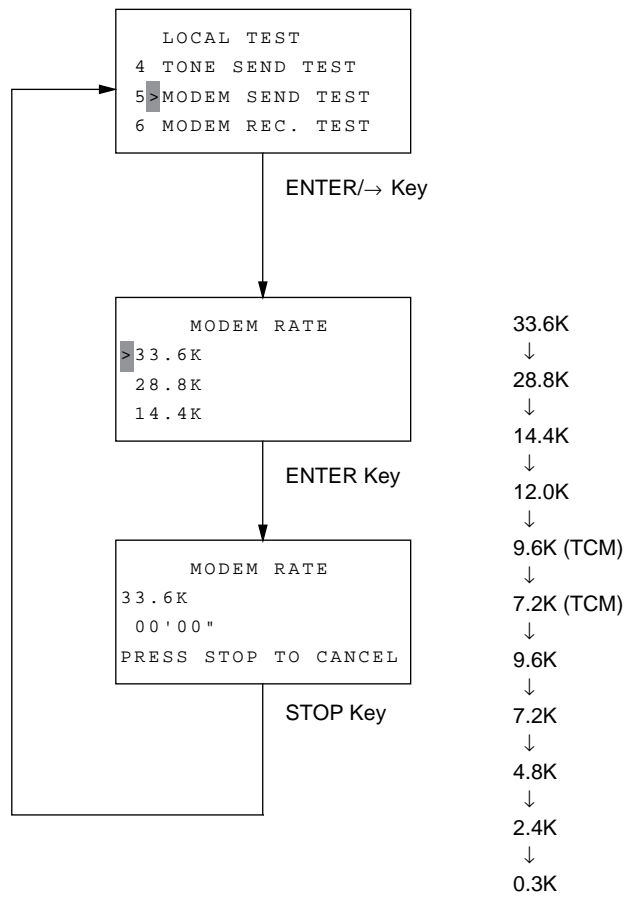 LOCAL TEST
4 TONE SEND TEST
5>MODEM SEND TEST
6 MODEM REC. TEST
ENTER/→ Key
MODEM RATE
>33.6K
28.8K
14.4K
ENTER Key
MODEM RATE
33.6K
00'00"
PRESS STOP TO CANCEL
STOP Key
33.6K
↓
28.8K
↓
14.4K
↓
12.0K
↓
9.6K (TCM)
↓
7.2K (TCM)
↓
9.6K
↓
7.2K
↓
4.8K
↓
2.4K
↓
0.3K